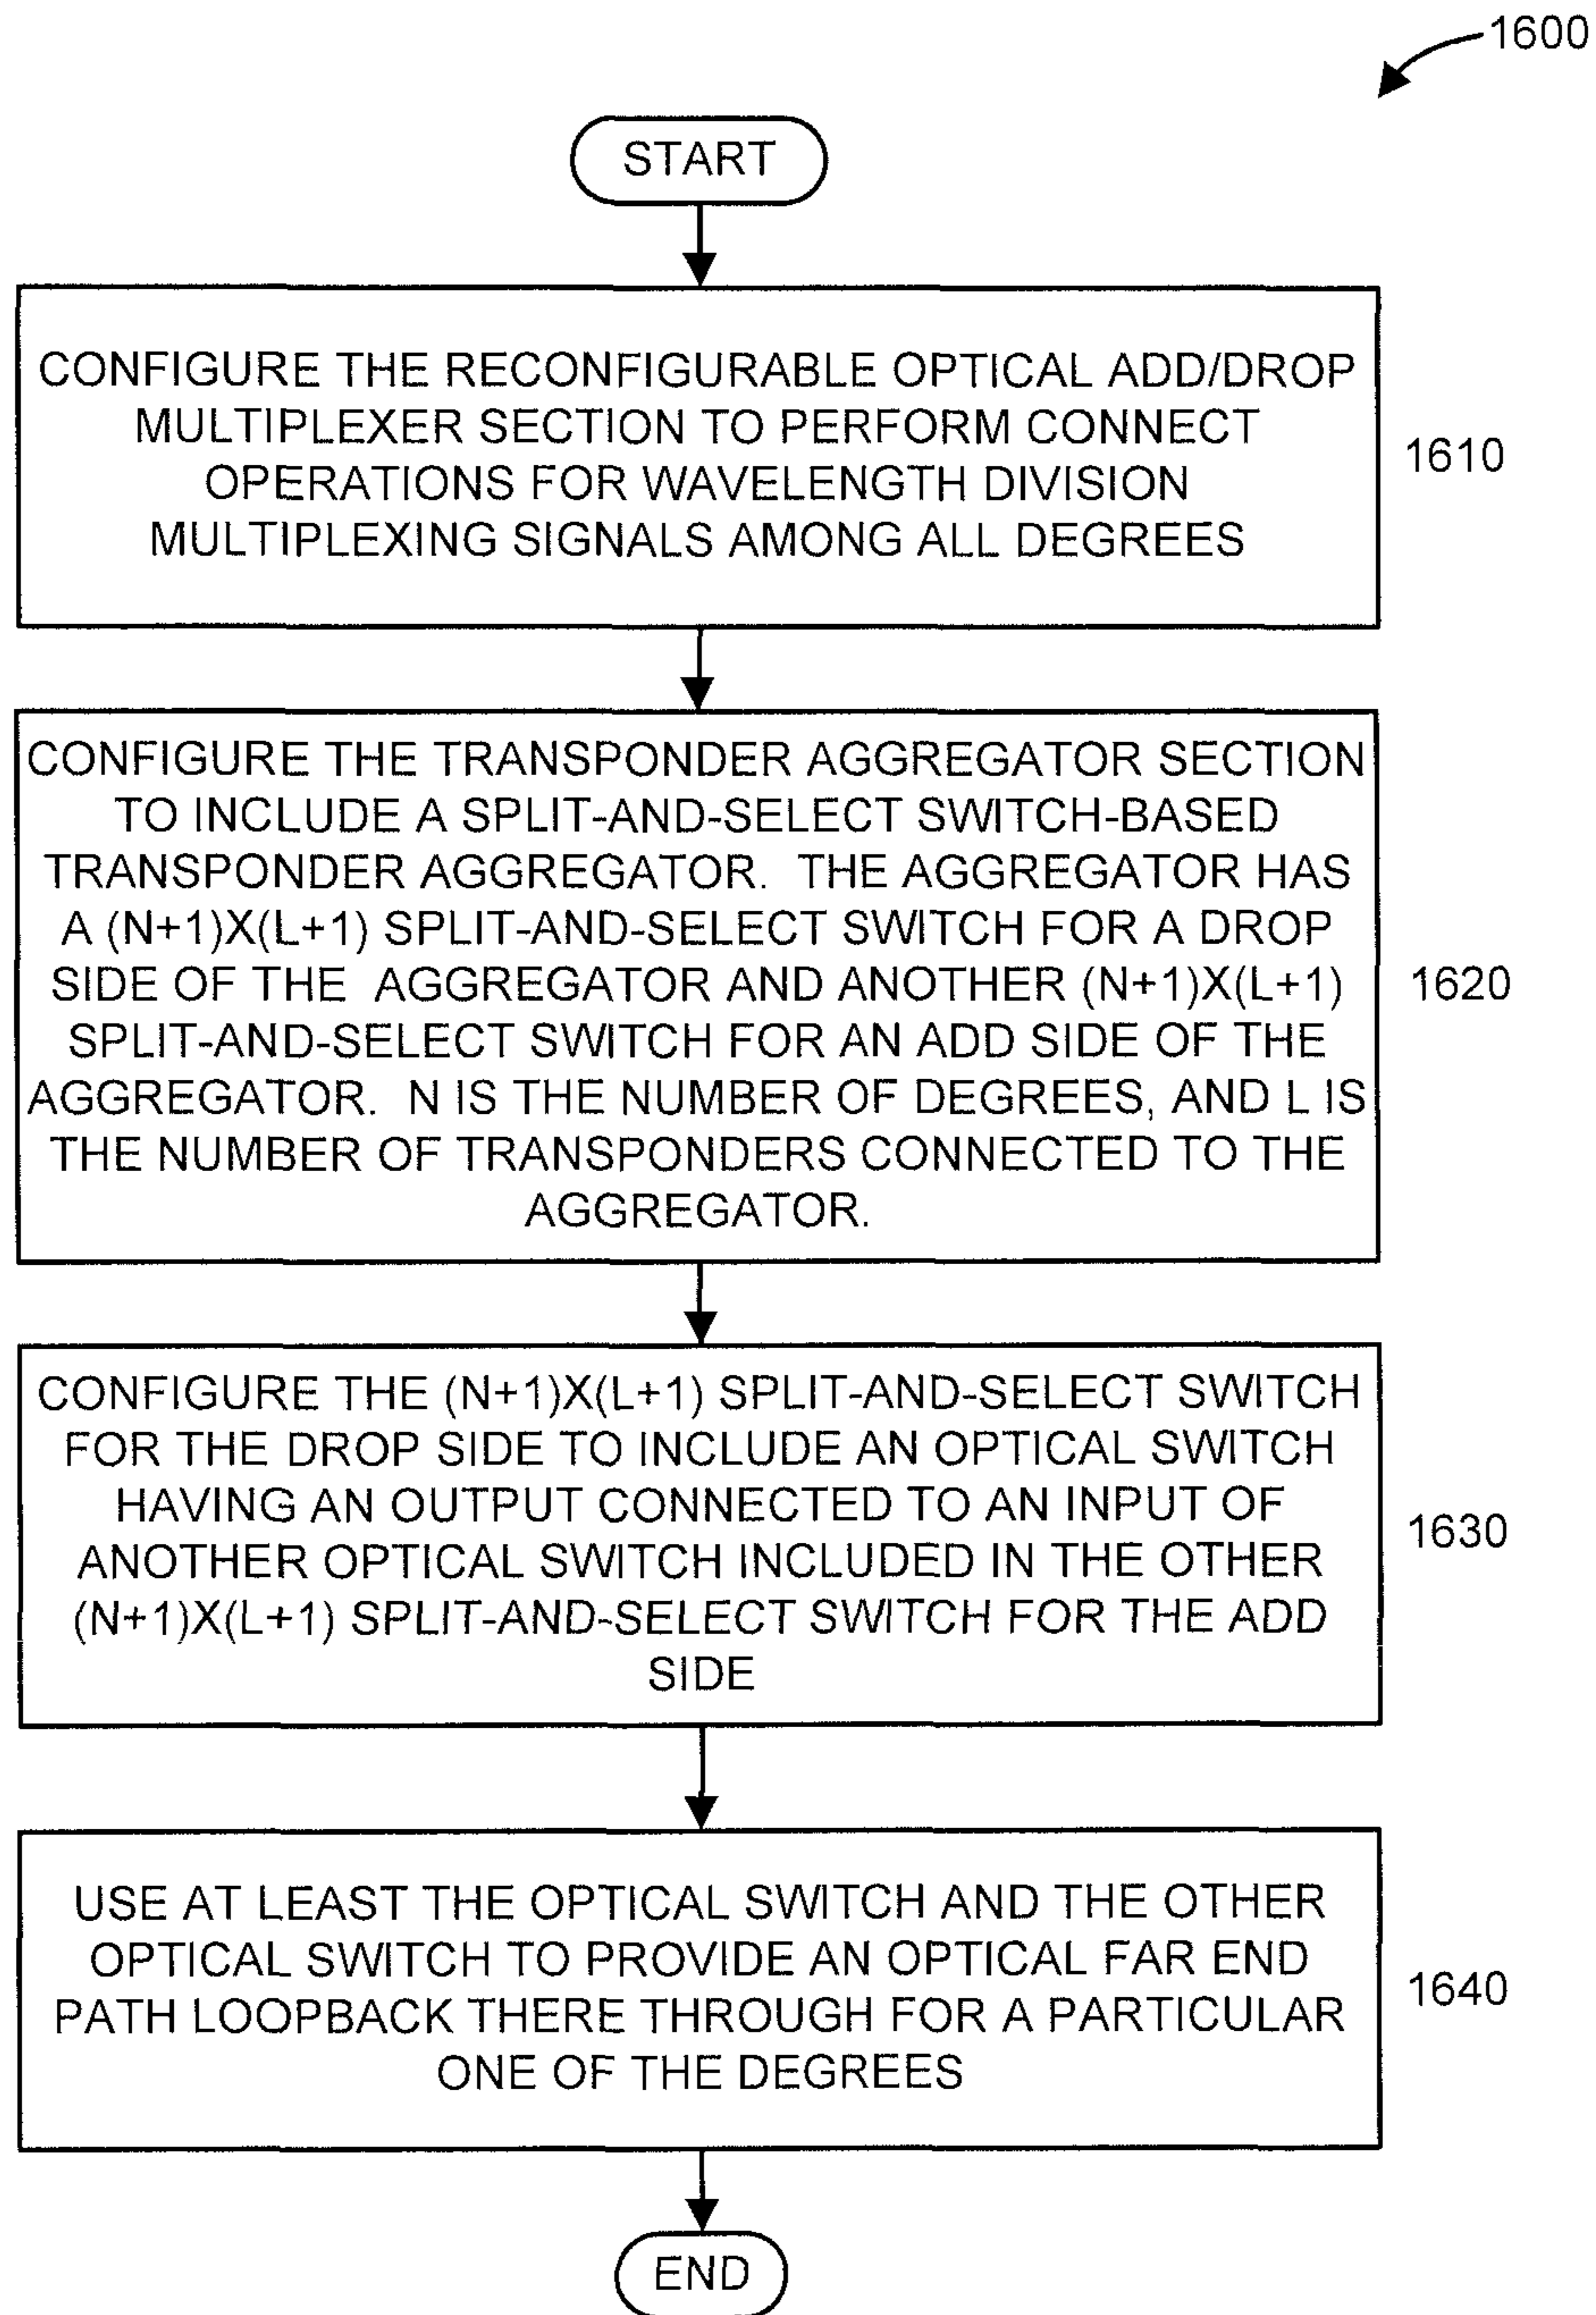 1600
START
CONFIGURE THE RECONFIGURABLE OPTICAL ADD/DROP
MULTIPLEXER SECTION TO PERFORM CONNECT
OPERATIONS FOR WAVELENGTH DIVISION
MULTIPLEXING SIGNALS AMONG ALL DEGREES
1610
CONFIGURE THE TRANSPONDER AGGREGATOR SECTION
TO INCLUDE A SPLIT-AND-SELECT SWITCH-BASED
TRANSPONDER AGGREGATOR. THE AGGREGATOR HAS
A (N+1)X(L+1) SPLIT-AND-SELECT SWITCH FOR A DROP
SIDE OF THE AGGREGATOR AND ANOTHER (N+1)X(L+1)
SPLIT-AND-SELECT SWITCH FOR AN ADD SIDE OF THE
AGGREGATOR. N IS THE NUMBER OF DEGREES, AND L IS
THE NUMBER OF TRANSPONDERS CONNECTED TO THE
AGGREGATOR.
1620
CONFIGURE THE (N+1)X(L+1) SPLIT-AND-SELECT SWITCH
FOR THE DROP SIDE TO INCLUDE AN OPTICAL SWITCH
HAVING AN OUTPUT CONNECTED TO AN INPUT OF
ANOTHER OPTICAL SWITCH INCLUDED IN THE OTHER
(N+1)X(L+1) SPLIT-AND-SELECT SWITCH FOR THE ADD
SIDE
1630
USE AT LEAST THE OPTICAL SWITCH AND THE OTHER
OPTICAL SWITCH TO PROVIDE AN OPTICAL FAR END
PATH LOOPBACK THERE THROUGH FOR A PARTICULAR
ONE OF THE DEGREES
1640
END